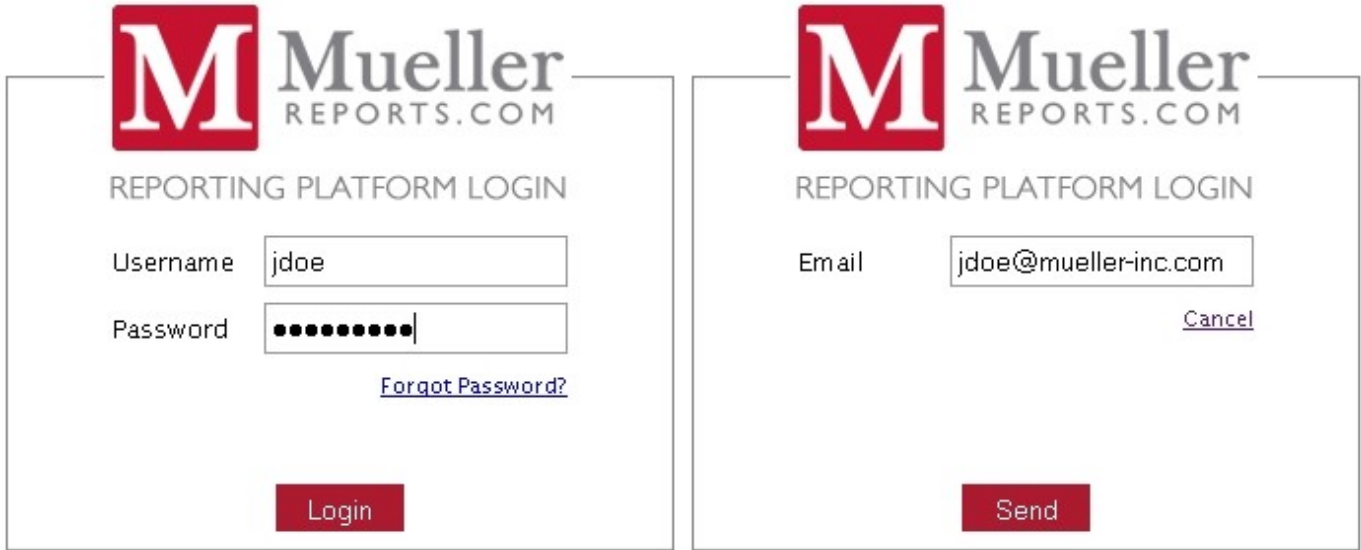 M Mueller
REPORTS.COM
REPORTING PLATFORM LOGIN
Username jdoe
Password •••••••••
Forgot Password?
Login
M Mueller
REPORTS.COM
REPORTING PLATFORM LOGIN
Email jdoe@mueller-inc.com
Cancel
Send